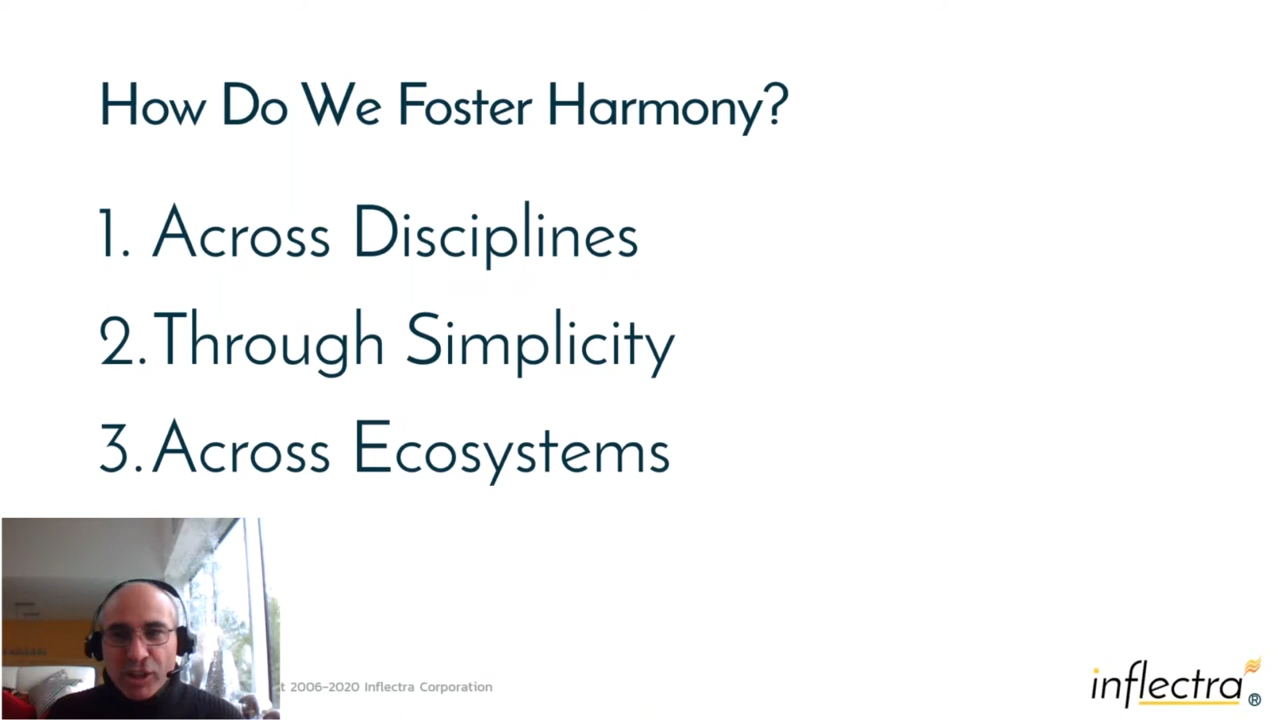 How Do We Foster Harmony?
1. Across Disciplines
2. Through Simplicity
3. Across Ecosystems
t 2006-2020 Inflectra Corporation
inflectra®